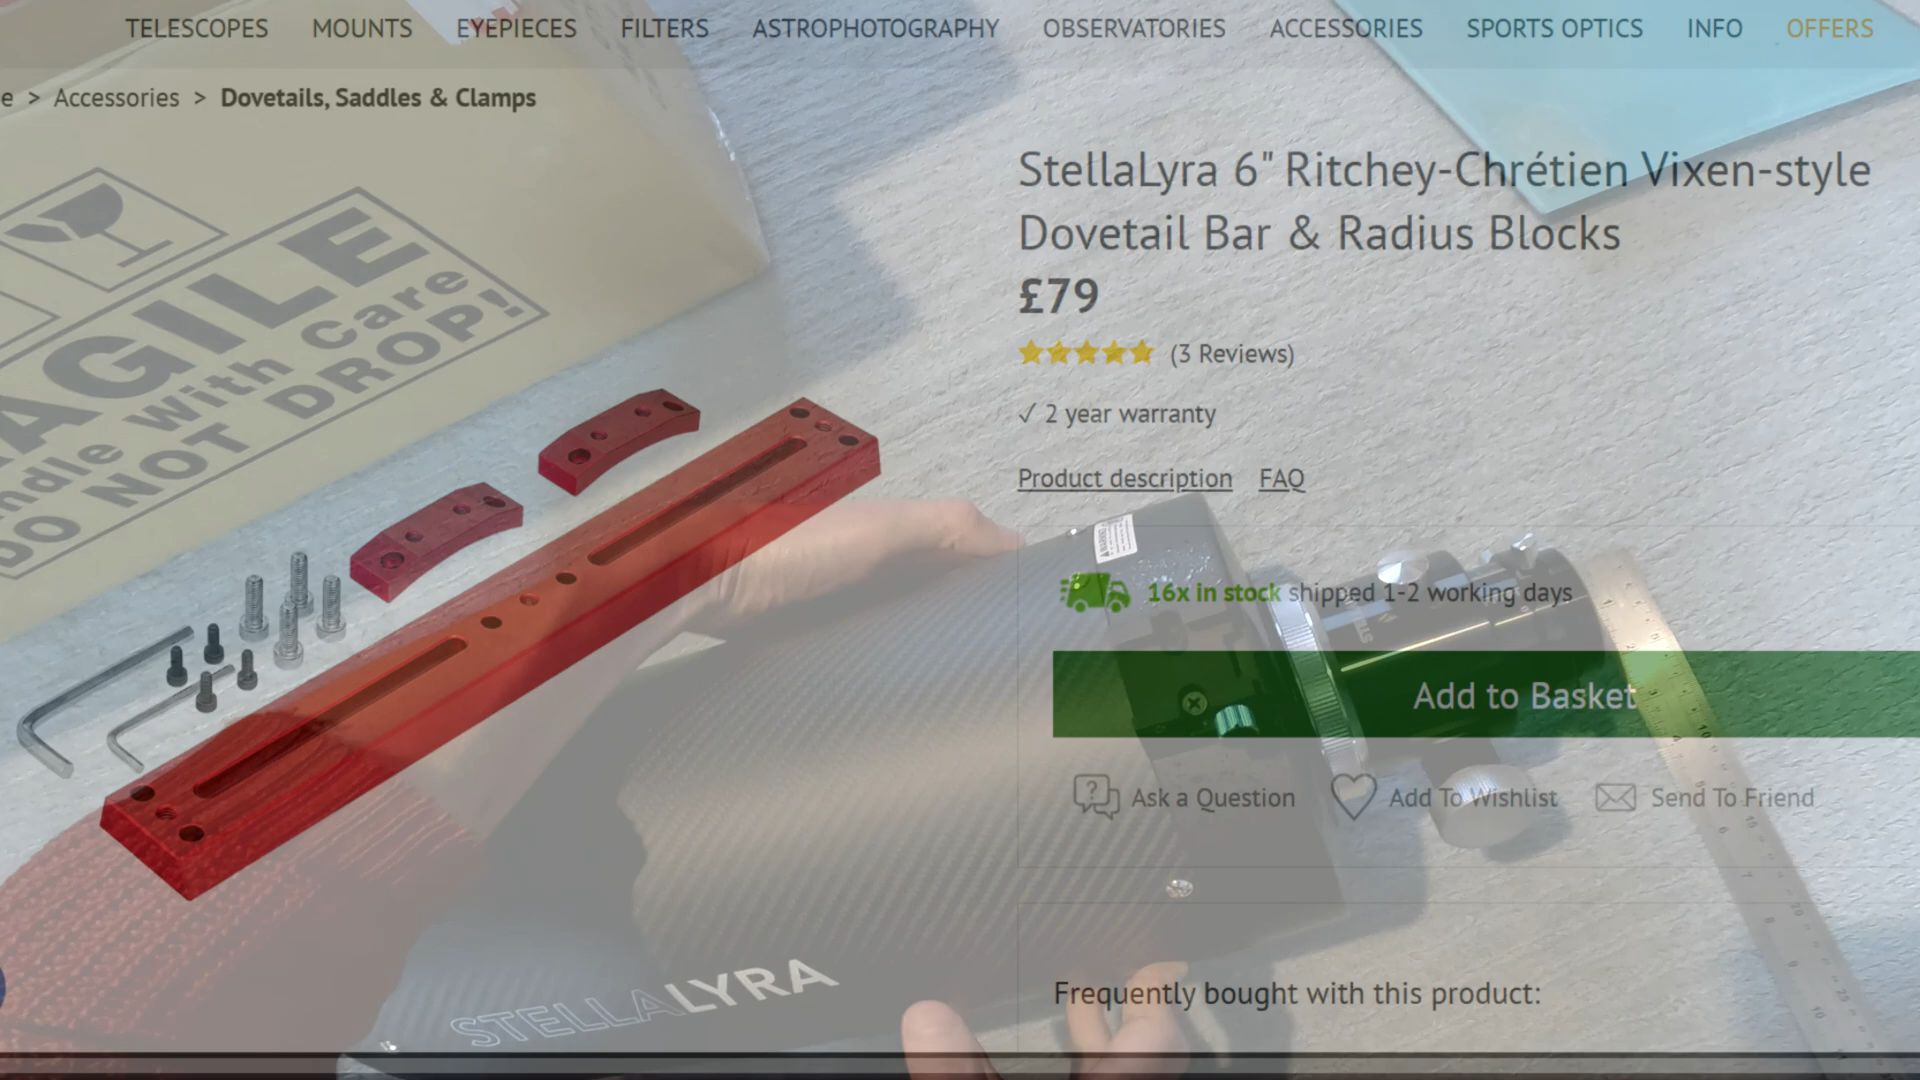 TELESCOPES MOUNTS EYEPIECES FILTERS ASTROPHOTOGRAPHY OBSERVATORIES ACCESSORIES SPORTS OPTICS INFO OFFERS
e > Accessories > Dovetails, Saddles & Clamps
StellaLyra 6" Ritchey-Chrétien Vixen-style
Dovetail Bar & Radius Blocks
£79
(3 Reviews)
✓ 2 year warranty
Product description FAQ
16x in stock shipped 1-2 working days
Add to Basket
Ask a Question Add To Wishlist Send To Friend
Frequently bought with this product:
AGILE
ndle With Care
DO NOT DROP!
STELLALYRA